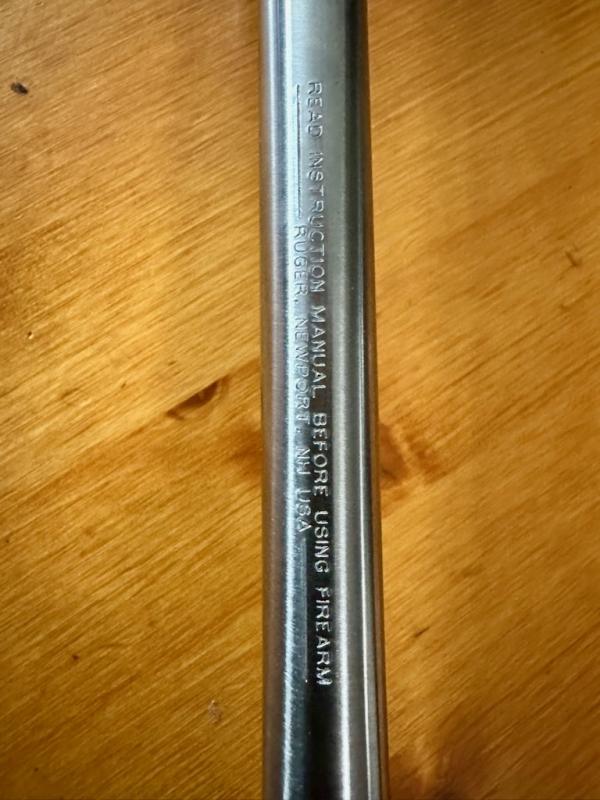 READ INSTRUCTION MANUAL BEFORE USING FIREARM
RUGER, NEWPORT, NH USA